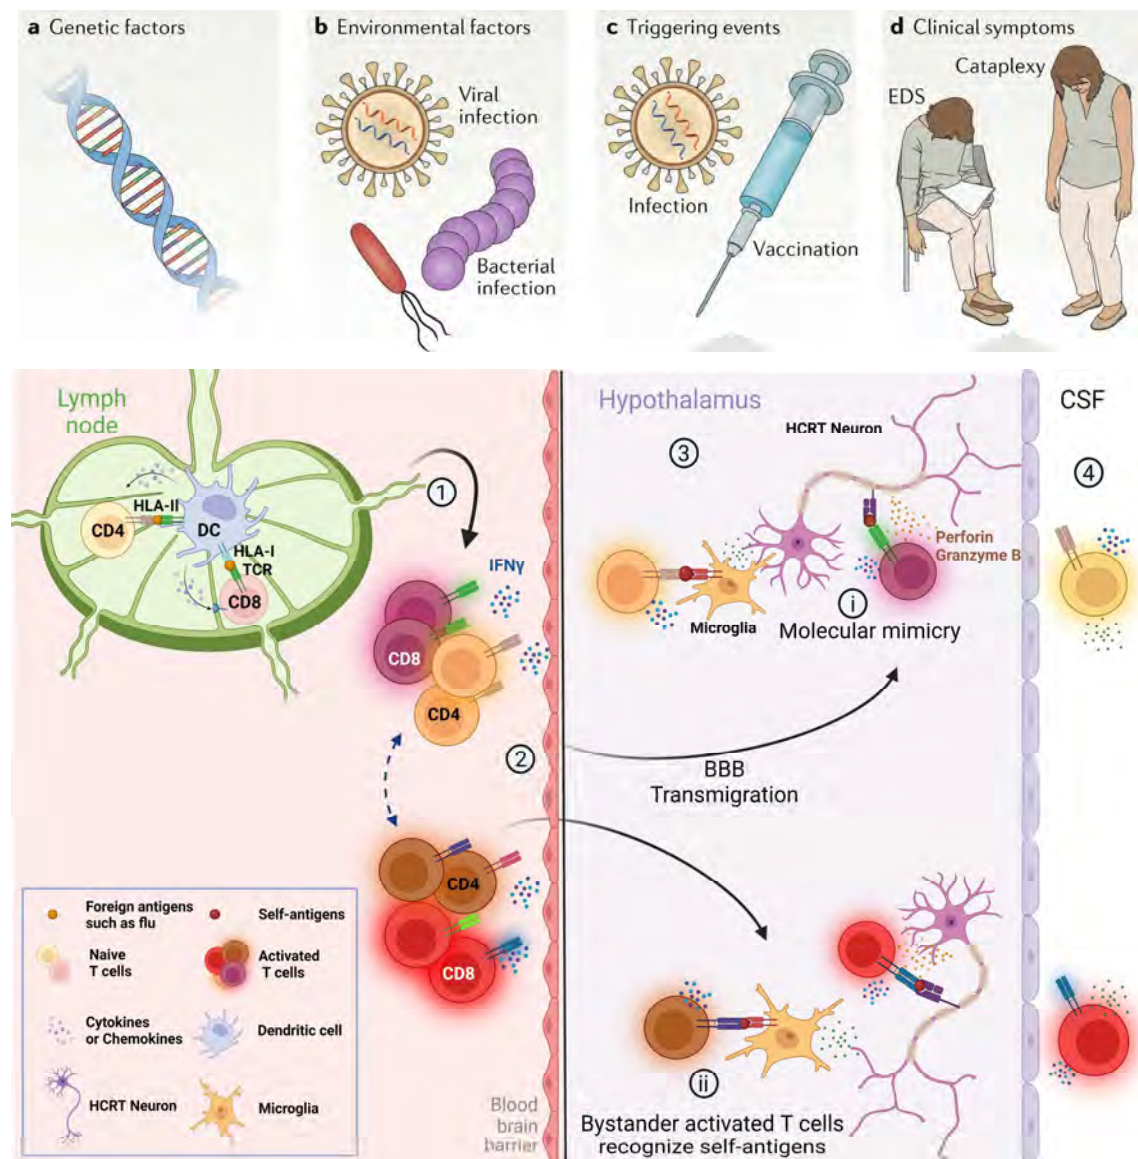 a Genetic factors
b Environmental factors
c Triggering events
d Clinical symptoms
Viral
infection
Bacterial
infection
Infection
Vaccination
EDS
Cataplexy
Lymph
node
HLA-II
CD4
DC
HLA-I
TCR
CD8
1
IFNγ
CD8
CD4
2
CD4
CD8
Foreign antigens
such as flu
Self-antigens
Naive
T cells
Activated
T cells
Cytokines
or Chemokines
Dendritic cell
HCRT Neuron
Microglia
Blood
brain
barrier
Hypothalamus
3
HCRT Neuron
Perforin
Granzyme B
Microglia
i
Molecular mimicry
BBB
Transmigration
ii
Bystander activated T cells
recognize self-antigens
CSF
4